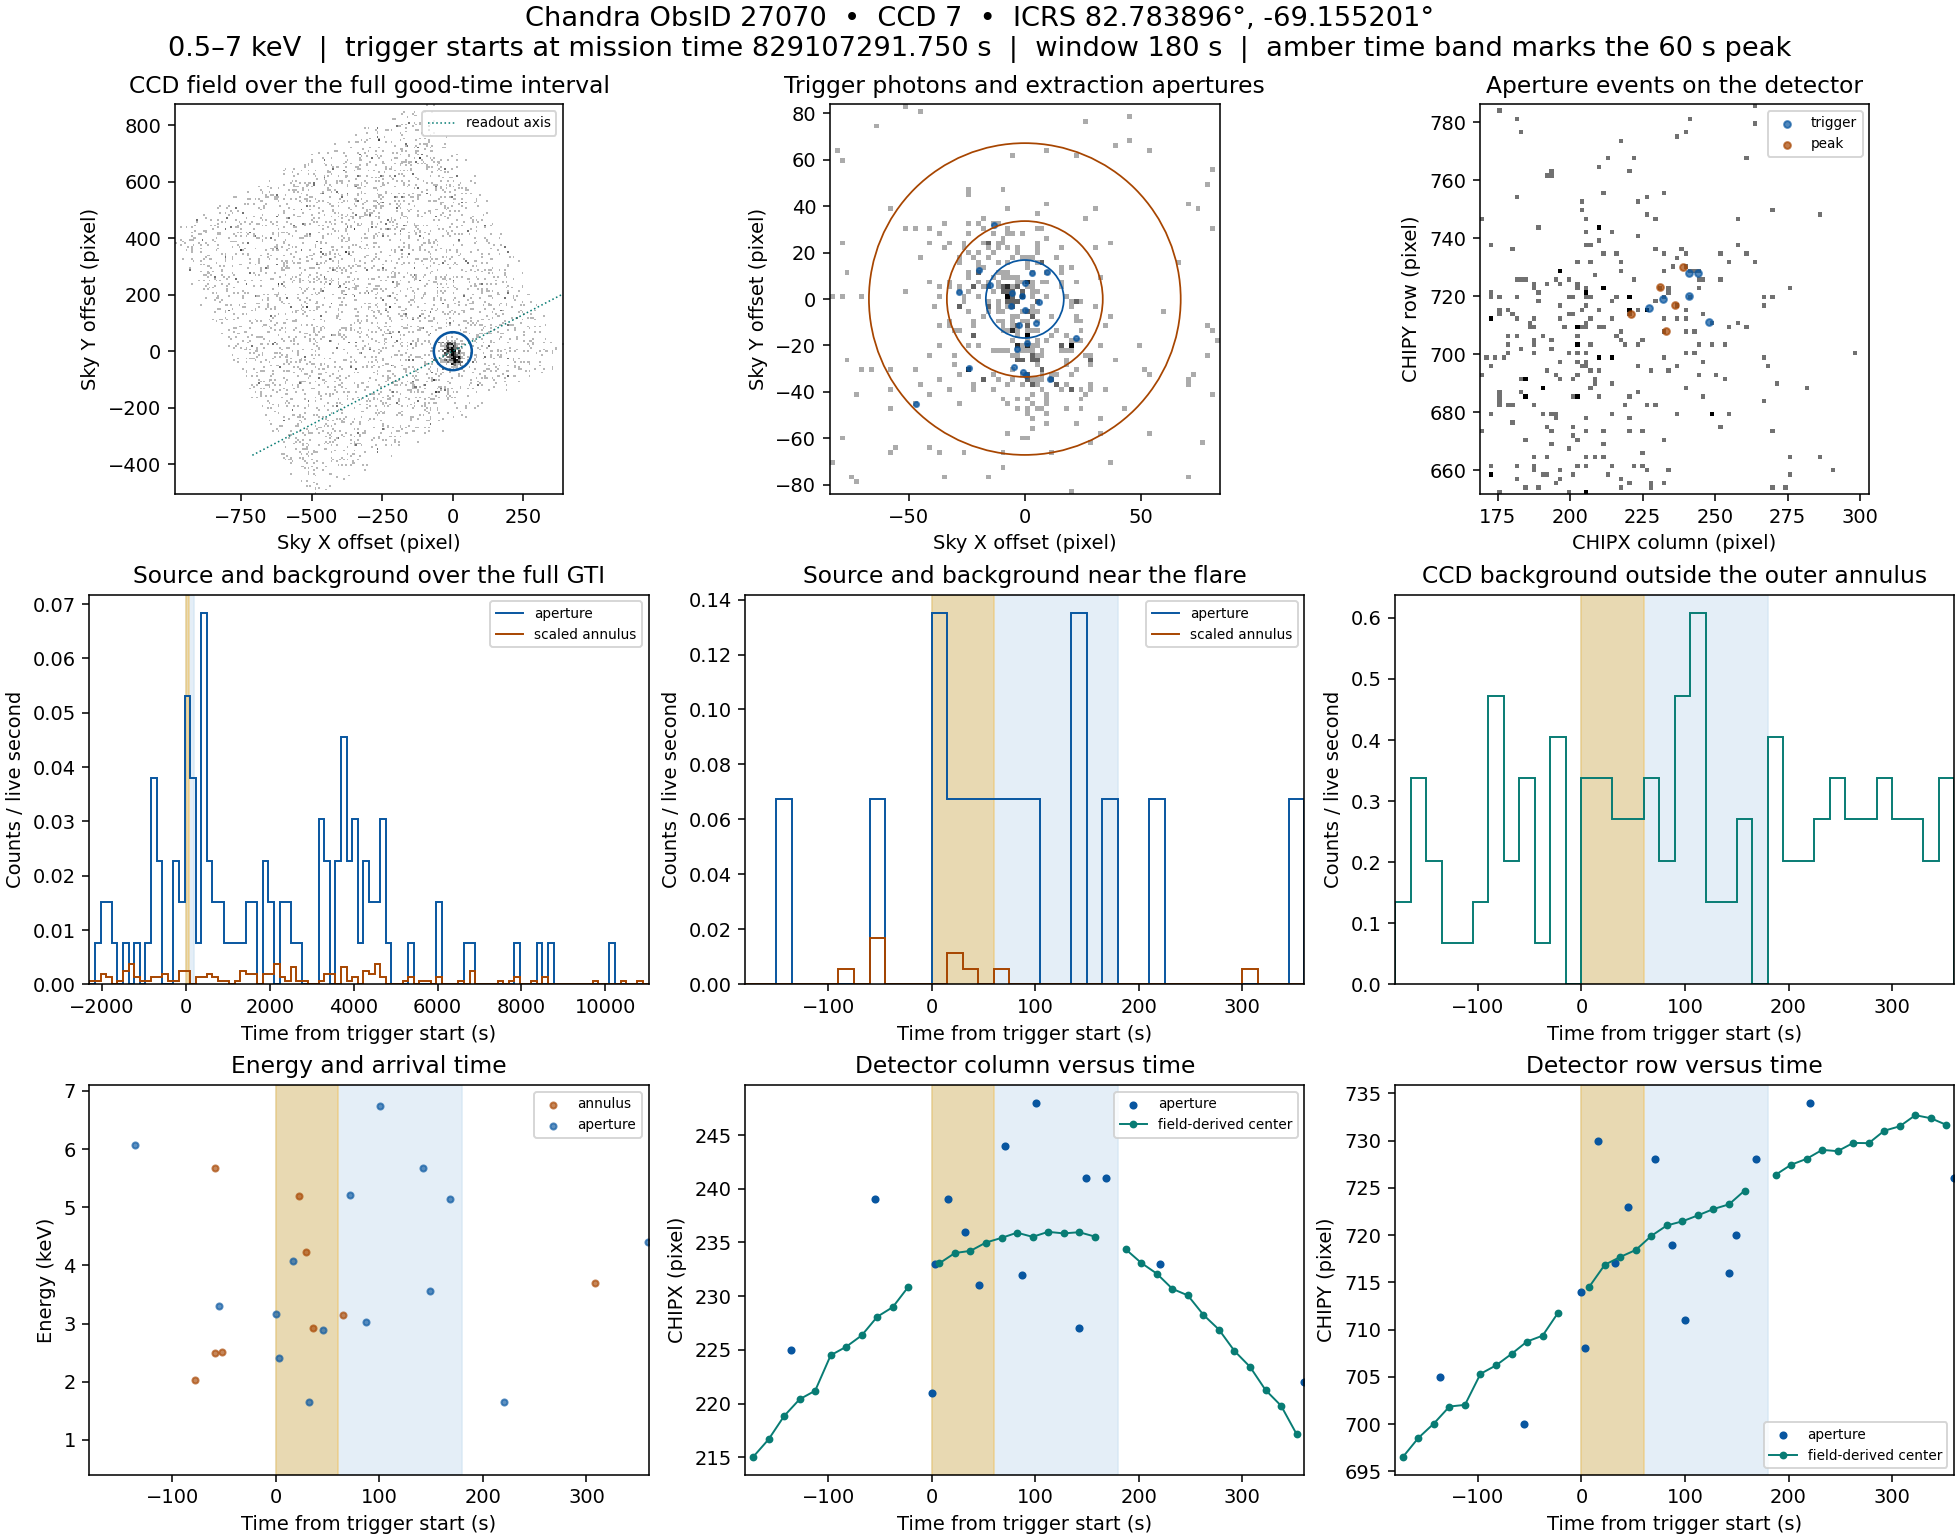 Chandra ObsID 27070  •  CCD 7  •  ICRS 82.783896°, -69.155201°
0.5–7 keV  |  trigger starts at mission time 829107291.750 s  |  window 180 s  |  amber time band marks the 60 s peak
CCD field over the full good-time interval
readout axis
800
600
400
200
0
−200
−400
Sky Y offset (pixel)
−750
−500
−250
0
250
Sky X offset (pixel)
Trigger photons and extraction apertures
80
60
40
20
0
−20
−40
−60
−80
Sky Y offset (pixel)
−50
0
50
Sky X offset (pixel)
Aperture events on the detector
trigger
peak
780
760
740
720
700
680
660
CHIPY row (pixel)
175
200
225
250
275
300
CHIPX column (pixel)
Source and background over the full GTI
aperture
scaled annulus
0.07
0.06
0.05
0.04
0.03
0.02
0.01
0.00
Counts / live second
−2000
0
2000
4000
6000
8000
10000
Time from trigger start (s)
Source and background near the flare
aperture
scaled annulus
0.14
0.12
0.10
0.08
0.06
0.04
0.02
0.00
Counts / live second
−100
0
100
200
300
Time from trigger start (s)
CCD background outside the outer annulus
0.6
0.5
0.4
0.3
0.2
0.1
0.0
Counts / live second
−100
0
100
200
300
Time from trigger start (s)
Energy and arrival time
annulus
aperture
7
6
5
4
3
2
1
Energy (keV)
−100
0
100
200
300
Time from trigger start (s)
Detector column versus time
aperture
field-derived center
245
240
235
230
225
220
215
CHIPX (pixel)
−100
0
100
200
300
Time from trigger start (s)
Detector row versus time
735
730
725
720
715
710
705
700
695
CHIPY (pixel)
aperture
field-derived center
−100
0
100
200
300
Time from trigger start (s)